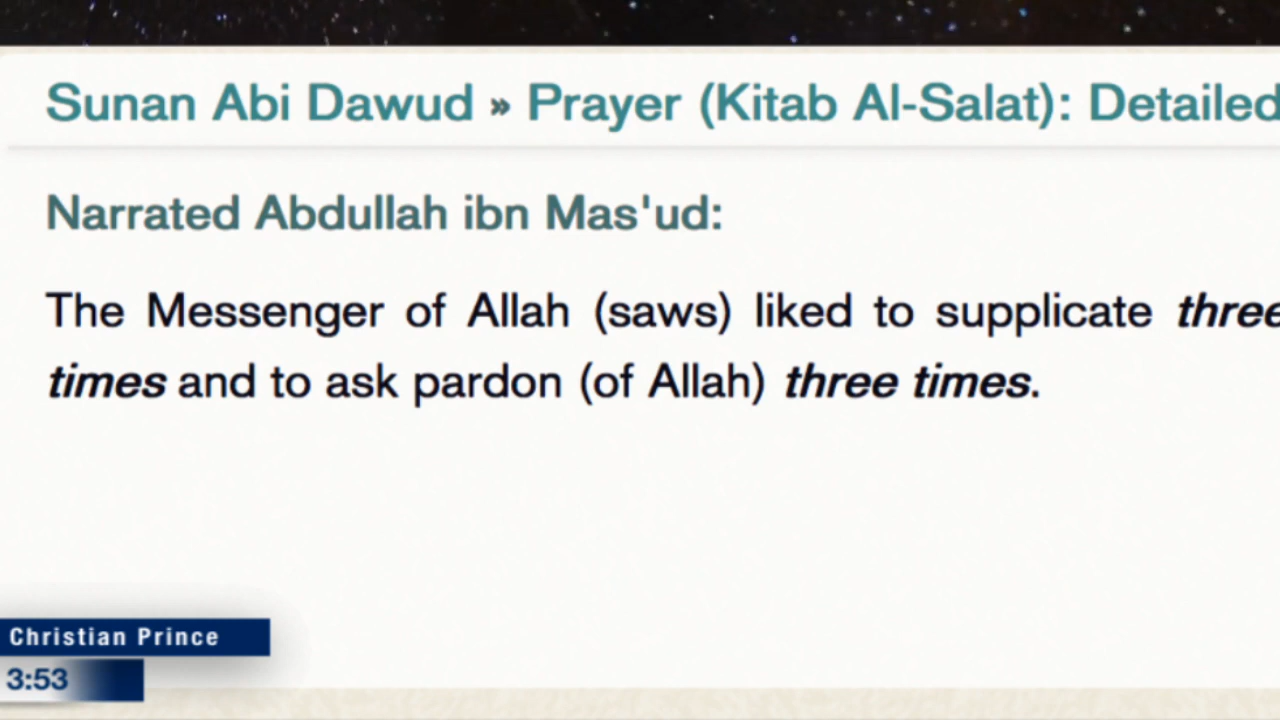 Sunan Abi Dawud » Prayer (Kitab Al-Salat): Detailed
Narrated Abdullah ibn Mas'ud:
The Messenger of Allah (saws) liked to supplicate three
times and to ask pardon (of Allah) three times.
Christian Prince
3:53